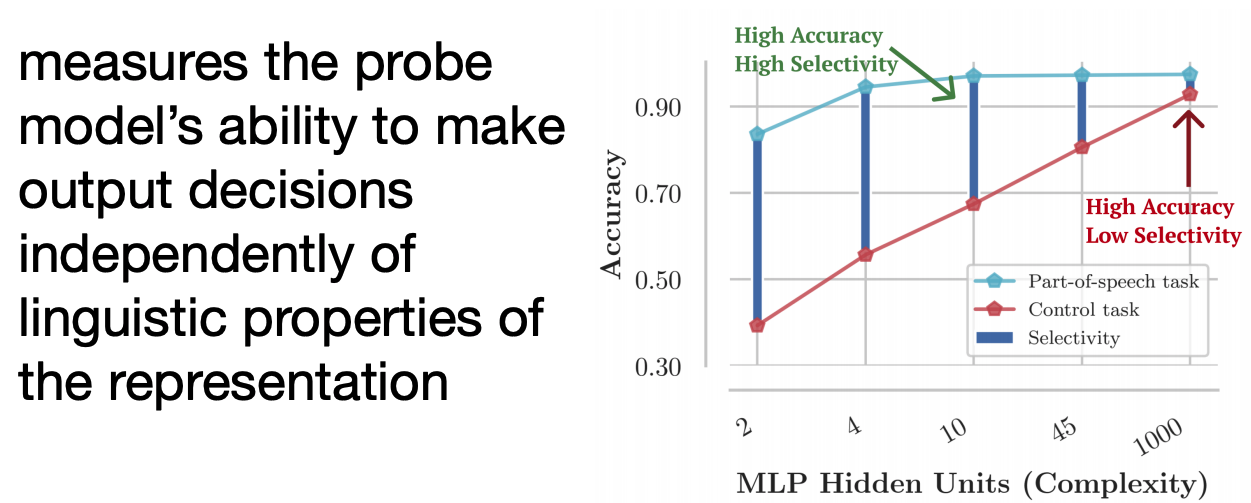 measures the probe
model’s ability to make
output decisions
independently of
linguistic properties of
the representation
High Accuracy
High Selectivity
0.90
0.70
0.50
0.30
Accuracy
High Accuracy
Low Selectivity
Part-of-speech task
Control task
Selectivity
2
4
10
45
1000
MLP Hidden Units (Complexity)